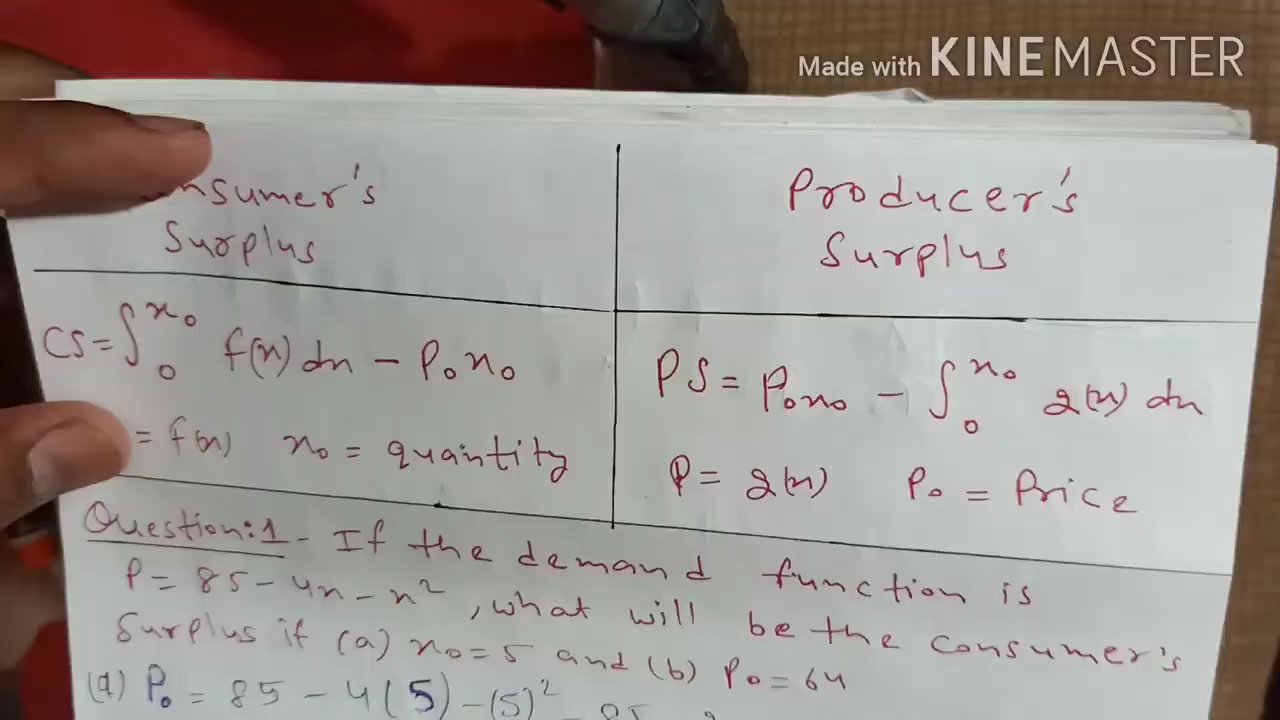 Made with KINEMASTER
nsumer's
Surplus
CS = ∫₀^x₀ f(x) dx - P₀x₀
= f(x) x₀ = quantity
Producer's
Surplus
PS = P₀x₀ - ∫₀^x₀ g(x) dx
P = g(x) P₀ = Price
Question:1 - If the demand function is
P = 85 - 4x - x², what will be the consumer's
Surplus if (a) x₀ = 5 and (b) P₀ = 64
(a) P₀ = 85 - 4(5) - (5)²